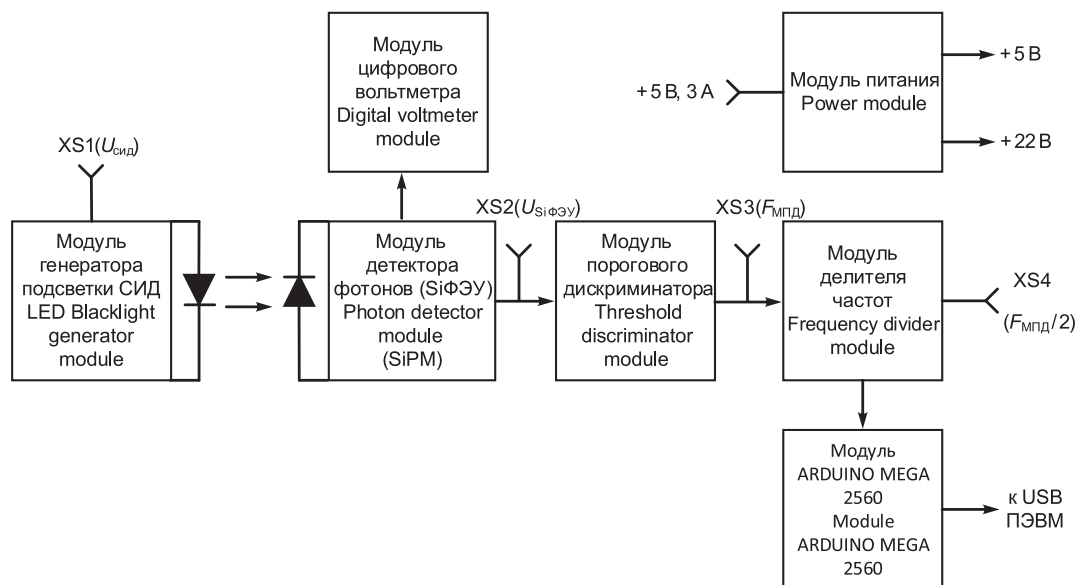 Модуль
цифрового
вольтметра
Digital voltmeter
module
+5 В, 3 А
Модуль питания
Power module
+5 В
+22 В
XS1(Uсид)
Модуль
генератора
подсветки СИД
LED Blacklight
generator
module
Модуль
детектора
фотонов (SiФЭУ)
Photon detector
module
(SiPM)
XS2(USiФЭУ)
Модуль
порогового
дискриминатора
Threshold
discriminator
module
XS3(FМПД)
Модуль
делителя
частот
Frequency divider
module
XS4
(FМПД/2)
Модуль
ARDUINO MEGA
2560
Module
ARDUINO MEGA
2560
к USB
ПЭВМ